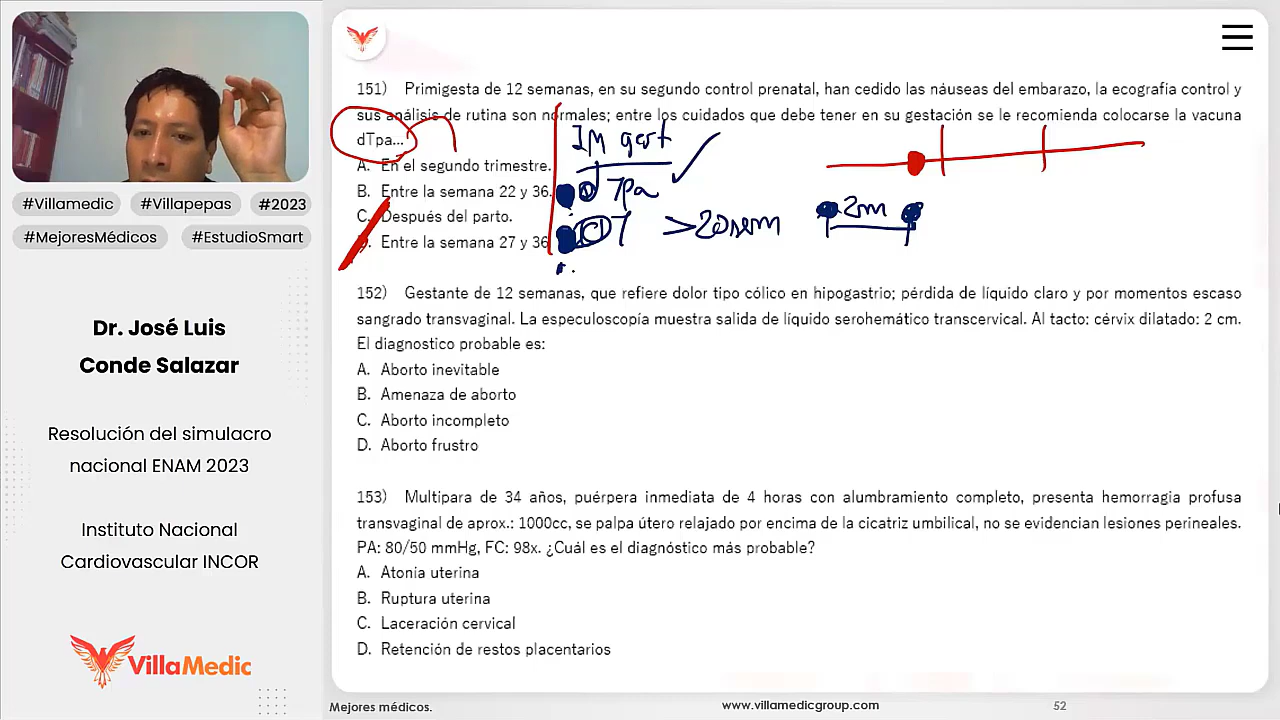 #Villamedic #Villapepas #2023
#MejoresMédicos #EstudioSmart
Dr. José Luis
Conde Salazar
Resolución del simulacro
nacional ENAM 2023
Instituto Nacional
Cardiovascular INCOR
VillaMedic
151) Primigesta de 12 semanas, en su segundo control prenatal, han cedido las náuseas del embarazo, la ecografía control y
sus análisis de rutina son normales; entre los cuidados que debe tener en su gestación se le recomienda colocarse la vacuna
dTpa...
A. En el segundo trimestre.
B. Entre la semana 22 y 36.
C. Después del parto.
D. Entre la semana 27 y 36
Im gest
dTpa
dT >20sem
2m
152) Gestante de 12 semanas, que refiere dolor tipo cólico en hipogastrio; pérdida de líquido claro y por momentos escaso
sangrado transvaginal. La especuloscopía muestra salida de líquido serohemático transcervical. Al tacto: cérvix dilatado: 2 cm.
El diagnostico probable es:
A. Aborto inevitable
B. Amenaza de aborto
C. Aborto incompleto
D. Aborto frustro
153) Multipara de 34 años, puérpera inmediata de 4 horas con alumbramiento completo, presenta hemorragia profusa
transvaginal de aprox.: 1000cc, se palpa útero relajado por encima de la cicatriz umbilical, no se evidencian lesiones perineales.
PA: 80/50 mmHg, FC: 98x. ¿Cuál es el diagnóstico más probable?
A. Atonia uterina
B. Ruptura uterina
C. Laceración cervical
D. Retención de restos placentarios
Mejores médicos. www.villamedicgroup.com 52